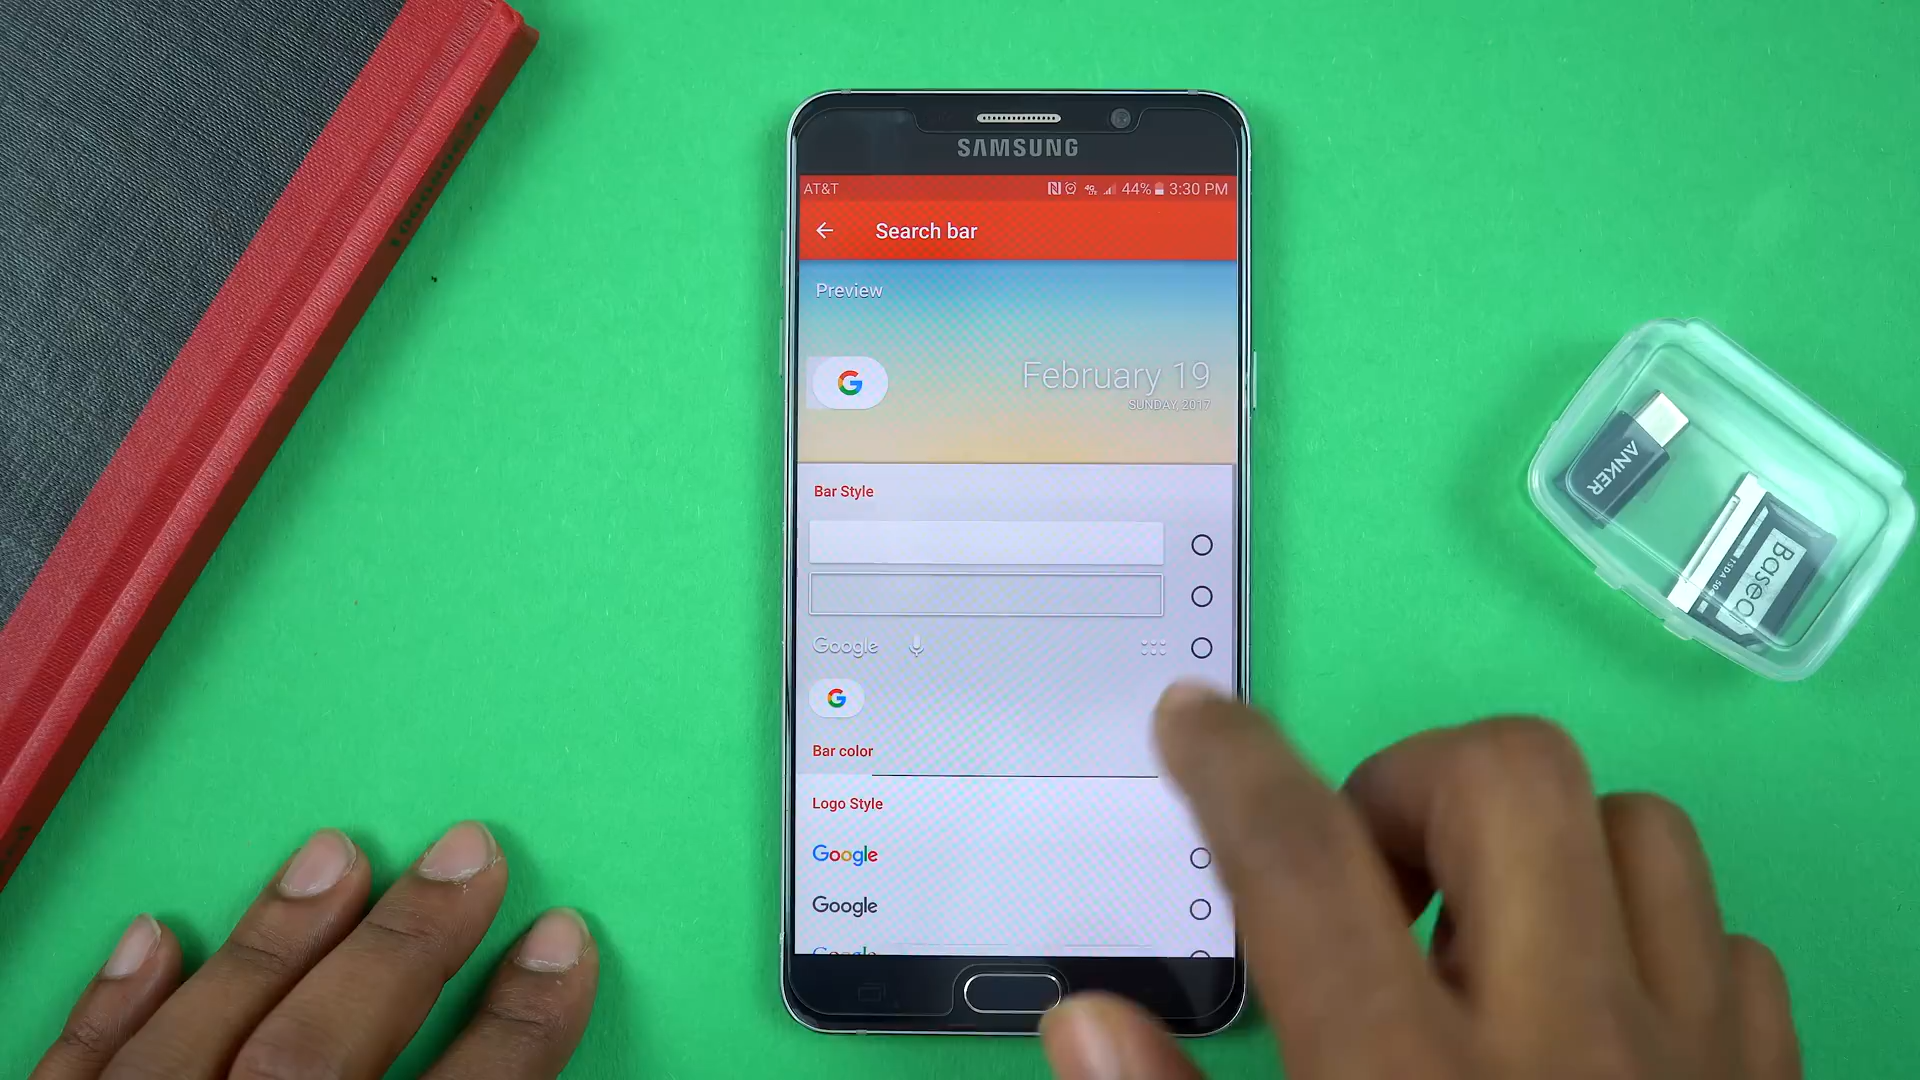 SAMSUNG
AT&T 44% 3:30 PM
Search bar
Preview
G
February 19
SUNDAY, 2017
Bar Style
Google
G
Bar color
Logo Style
Google
Google
Google
ANKER